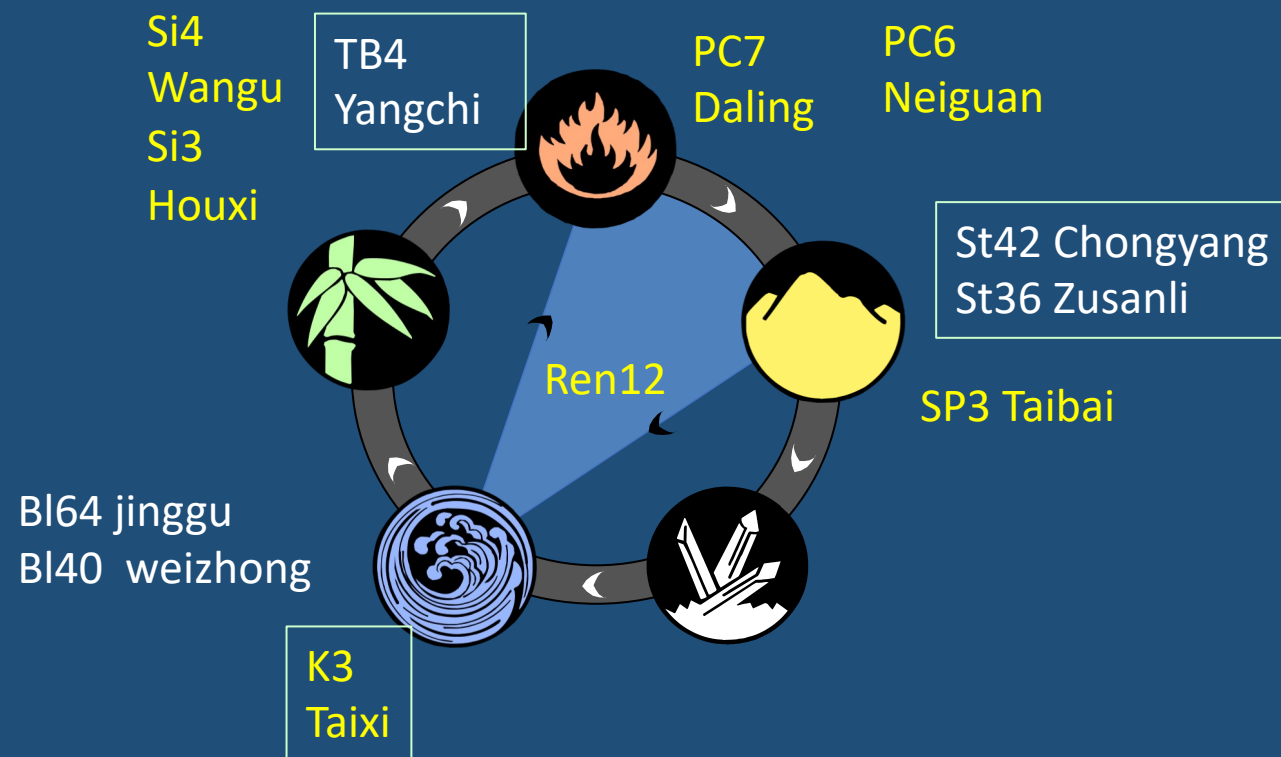 Si4
Wangu
Si3
Houxi
TB4
Yangchi
PC7
Daling
PC6
Neiguan
St42 Chongyang
St36 Zusanli
Ren12
SP3 Taibai
Bl64 jinggu
Bl40 weizhong
K3
Taixi